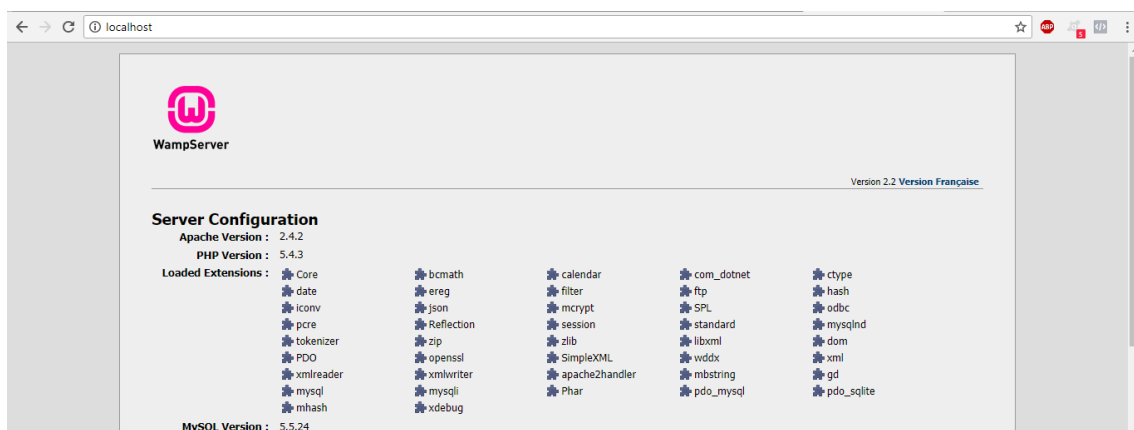 localhost
ABP
5
W
WampServer
Version 2.2 Version Française
Server Configuration
Apache Version : 2.4.2
PHP Version : 5.4.3
Loaded Extensions : Core bcmath calendar com_dotnet ctype
date ereg filter ftp hash
iconv json mcrypt SPL odbc
pcre Reflection session standard mysqlnd
tokenizer zip zlib libxml dom
PDO openssl SimpleXML wddx xml
xmlreader xmlwriter apache2handler mbstring gd
mysql mysqli Phar pdo_mysql pdo_sqlite
mhash xdebug
MySQL Version : 5.5.24